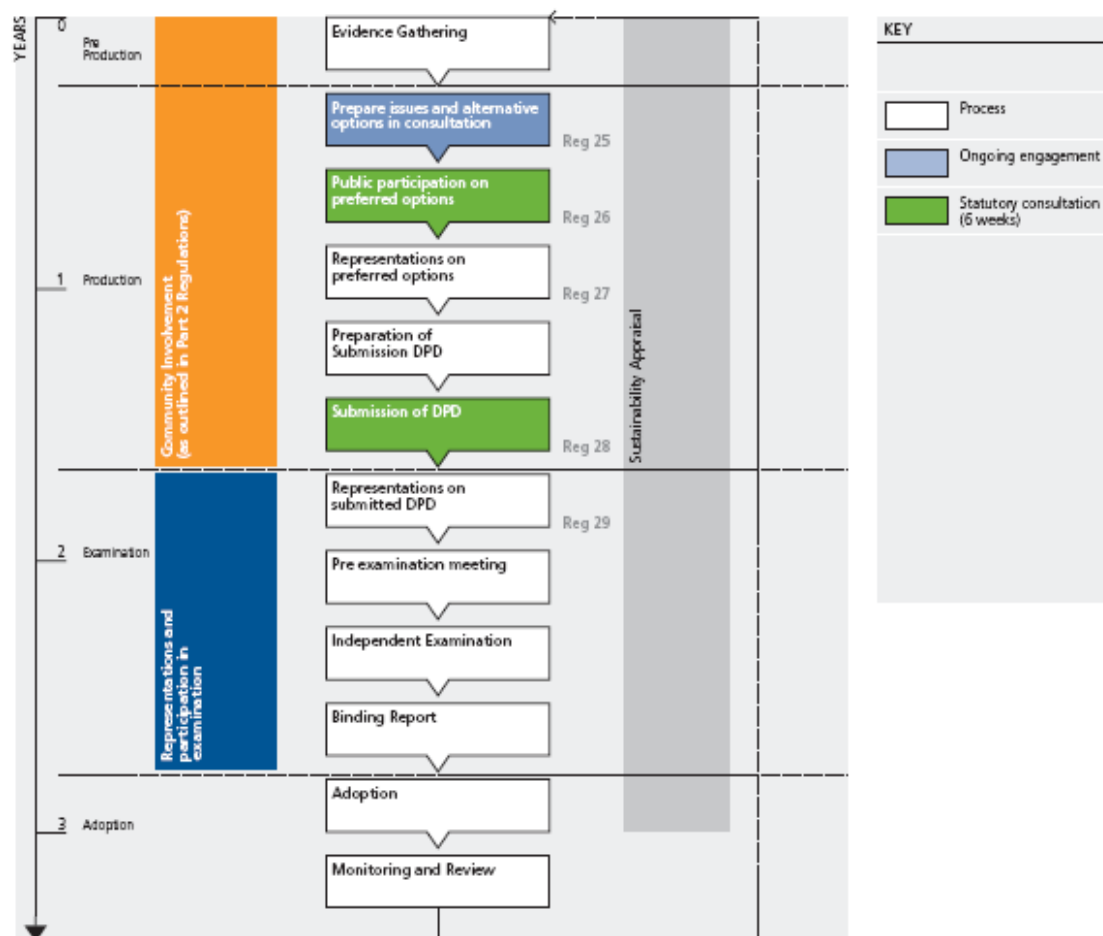 YEARS
0
Pre
Production
1
Production
2
Examination
3
Adoption
Community Involvement
(as outlined in Part 2 Regulations)
Representations and
participation in
examination
Evidence Gathering
Prepare issues and alternative
options in consultation
Reg 25
Public participation on
preferred options
Reg 26
Representations on
preferred options
Reg 27
Preparation of
Submission DPD
Submission of DPD
Reg 28
Representations on
submitted DPD
Reg 29
Pre examination meeting
Independent Examination
Binding Report
Adoption
Monitoring and Review
Sustainability Appraisal
KEY
Process
Ongoing engagement
Statutory consultation
(6 weeks)